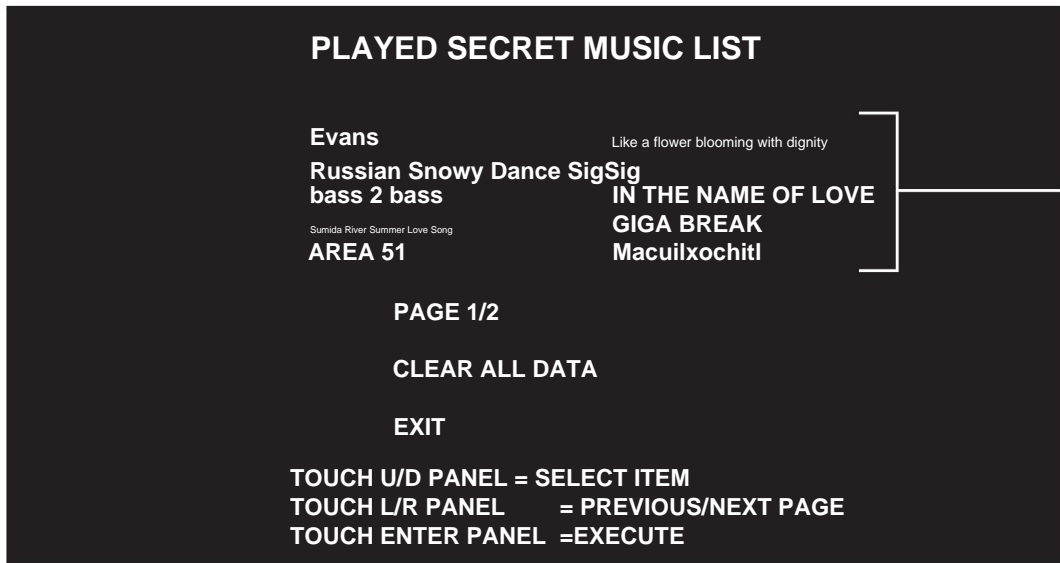 PLAYED SECRET MUSIC LIST
Evans Like a flower blooming with dignity
Russian Snowy Dance SigSig
bass 2 bass IN THE NAME OF LOVE
Sumida River Summer Love Song GIGA BREAK
AREA 51 Macuilxochitl
PAGE 1/2
CLEAR ALL DATA
EXIT
TOUCH U/D PANEL = SELECT ITEM
TOUCH L/R PANEL = PREVIOUS/NEXT PAGE
TOUCH ENTER PANEL =EXECUTE